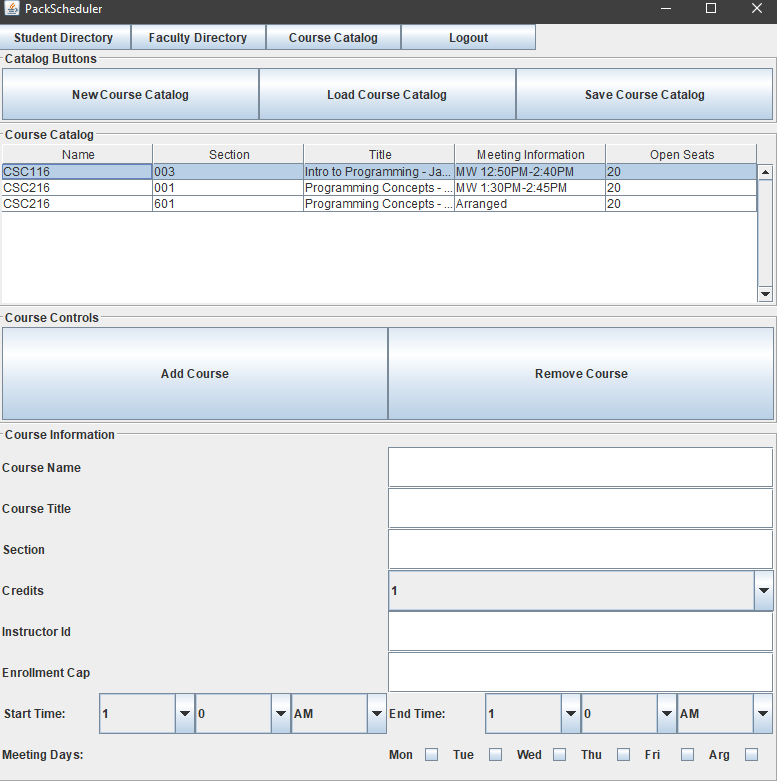 PackScheduler
Student Directory Faculty Directory Course Catalog Logout
Catalog Buttons
New Course Catalog Load Course Catalog Save Course Catalog
Course Catalog
Name Section Title Meeting Information Open Seats
CSC116 003 Intro to Programming - Ja... MW 12:50PM-2:40PM 20
CSC216 001 Programming Concepts - ... MW 1:30PM-2:45PM 20
CSC216 601 Programming Concepts - ... Arranged 20
Course Controls
Add Course Remove Course
Course Information
Course Name
Course Title
Section
Credits 1
Instructor Id
Enrollment Cap
Start Time: 1 0 AM End Time: 1 0 AM
Meeting Days: Mon Tue Wed Thu Fri Arg